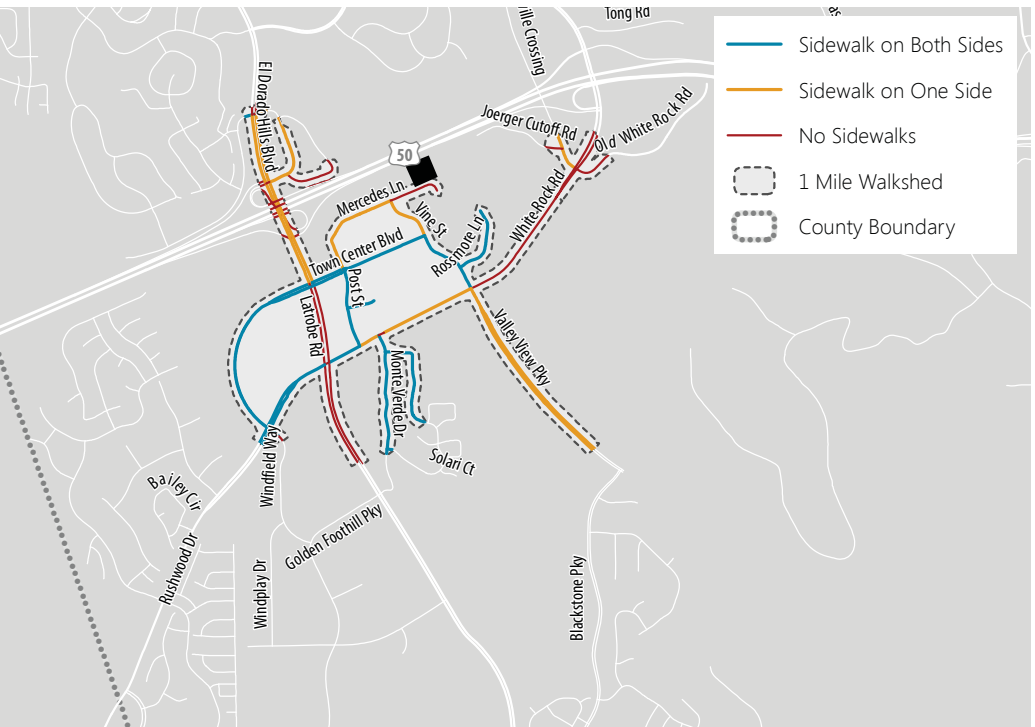 Tong Rd
ville Crossing
as
Sidewalk on Both Sides
Sidewalk on One Side
No Sidewalks
1 Mile Walkshed
County Boundary
El Dorado Hills Blvd
Joerger Cutoff Rd
Old White Rock Rd
50
Mercedes Ln.
Vine St
White Rock Rd
Rossmore Ln
Town Center Blvd
Post St
Latrobe Rd
Valley View Pky
Monte Verde Dr
Solari Ct
Windfield Way
Bailey Cir
Golden Foothill Pky
Rushwood Dr
Windplay Dr
Blackstone Pky